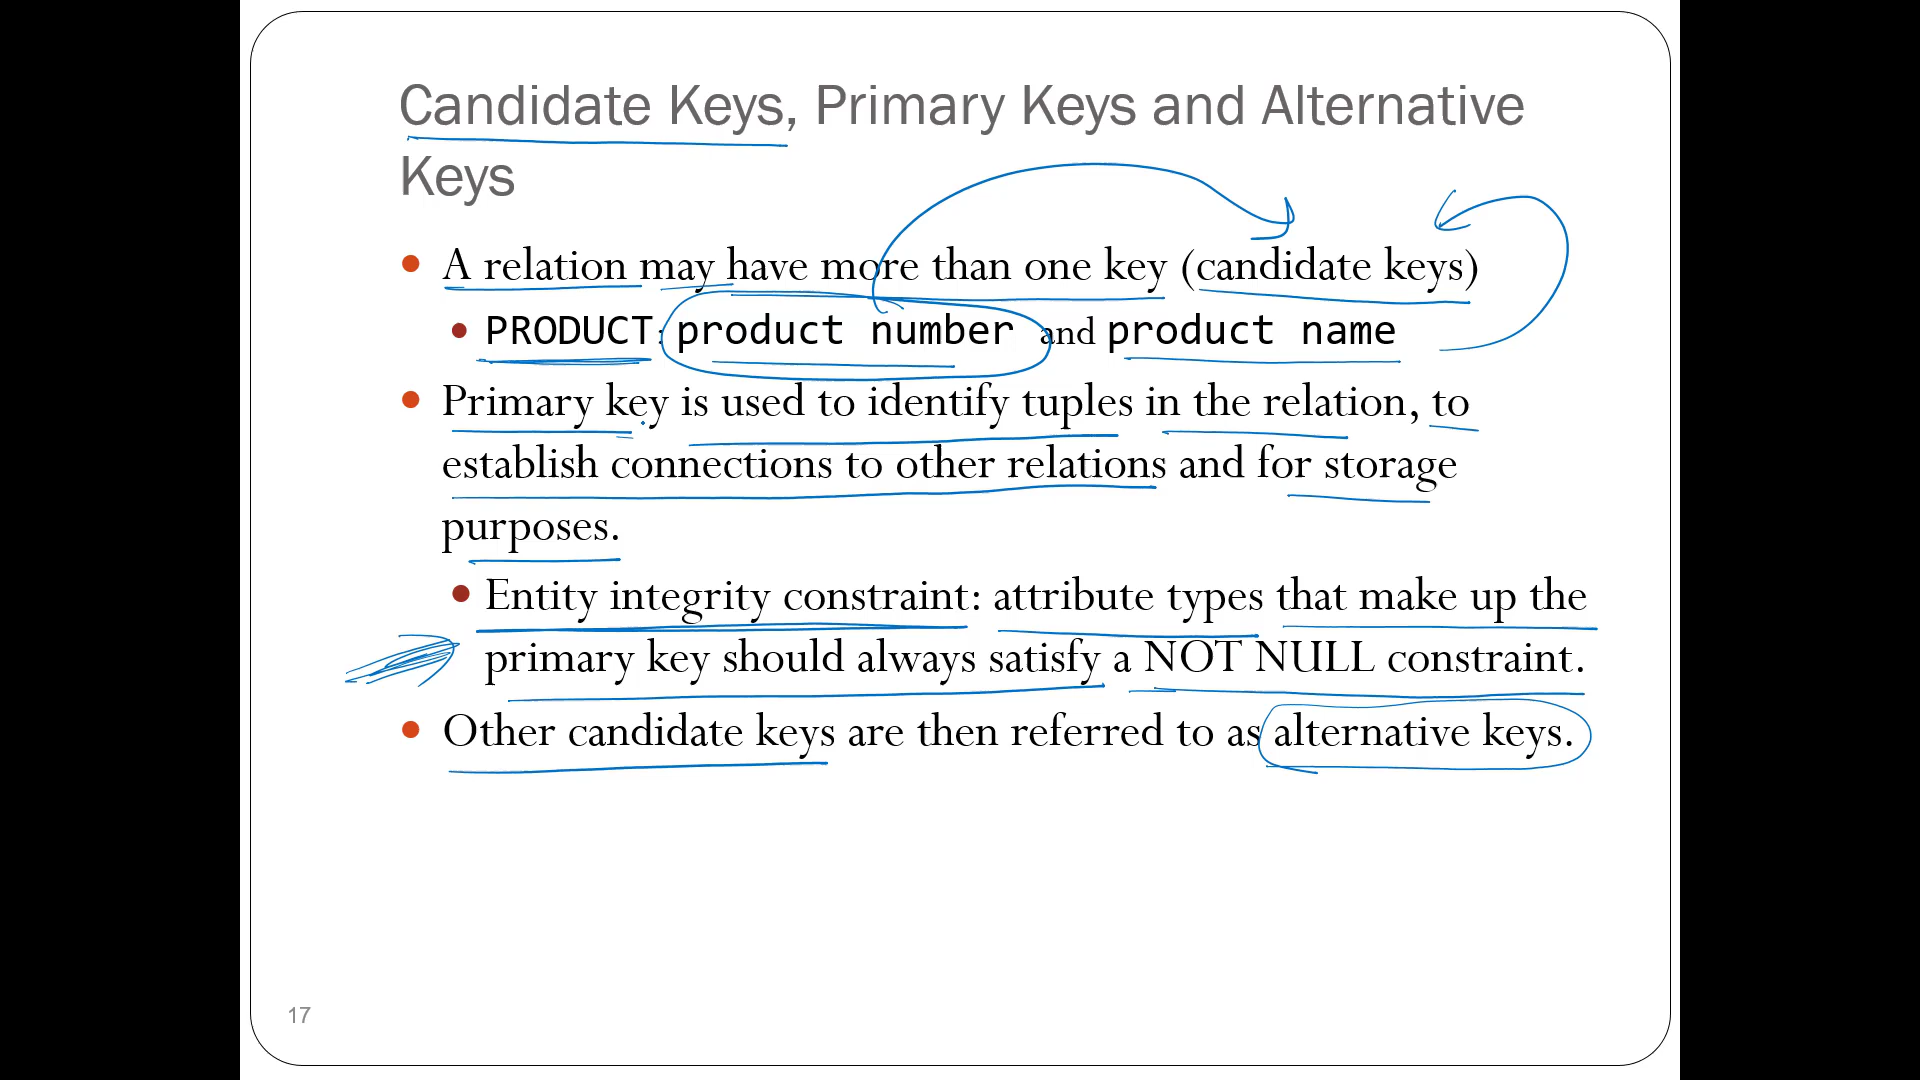 Candidate Keys, Primary Keys and Alternative
Keys
• A relation may have more than one key (candidate keys)
• PRODUCT: product number and product name
• Primary key is used to identify tuples in the relation, to
establish connections to other relations and for storage
purposes.
• Entity integrity constraint: attribute types that make up the
primary key should always satisfy a NOT NULL constraint.
• Other candidate keys are then referred to as alternative keys.
17